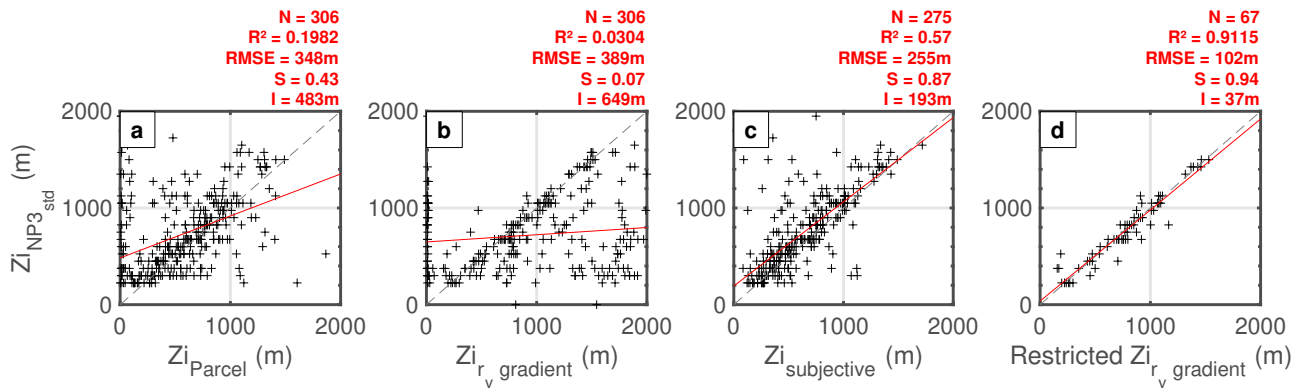 N = 306
R² = 0.1982
RMSE = 348m
S = 0.43
I = 483m
N = 306
R² = 0.0304
RMSE = 389m
S = 0.07
I = 649m
N = 275
R² = 0.57
RMSE = 255m
S = 0.87
I = 193m
N = 67
R² = 0.9115
RMSE = 102m
S = 0.94
I = 37m
Zi_NP3_std (m)
2000
1000
0
a
0 1000 2000
Zi_Parcel (m)
2000
1000
0
b
0 1000 2000
Zi_r_v gradient (m)
2000
1000
0
c
0 1000 2000
Zi_subjective (m)
2000
1000
0
d
0 1000 2000
Restricted Zi_r_v gradient (m)